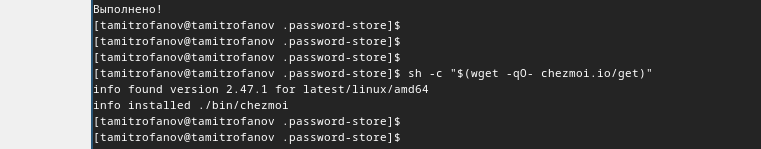 Выполнено!
[tamitrofanov@tamitrofanov .password-store]$
[tamitrofanov@tamitrofanov .password-store]$
[tamitrofanov@tamitrofanov .password-store]$
[tamitrofanov@tamitrofanov .password-store]$ sh -c "$(wget -qO- chezmoi.io/get)"
info found version 2.47.1 for latest/linux/amd64
info installed ./bin/chezmoi
[tamitrofanov@tamitrofanov .password-store]$
[tamitrofanov@tamitrofanov .password-store]$